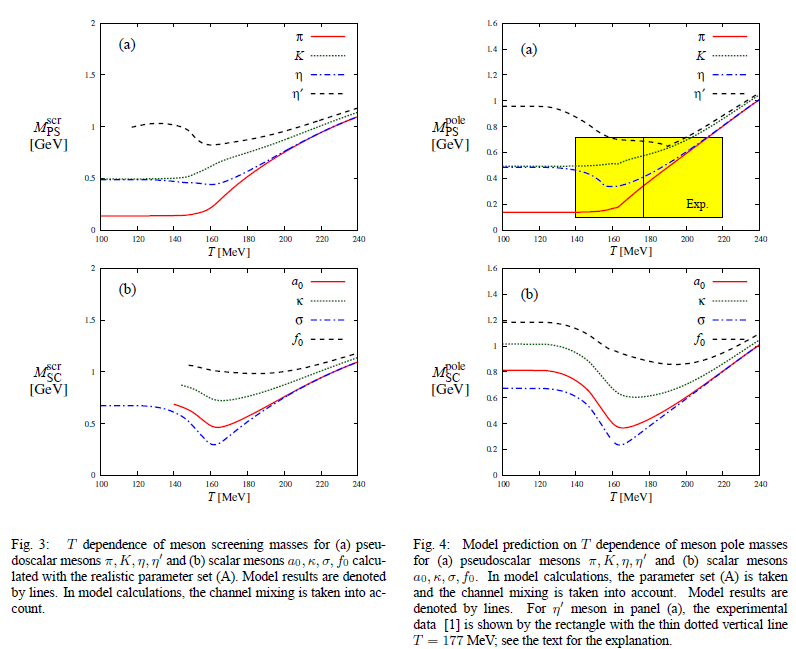 2
1.5
1
0.5
0
100 120 140 160 180 200 220 240
(a)
π
K
η
η′
M_PS^scr
[GeV]
T [MeV]
2
1.5
1
0.5
0
100 120 140 160 180 200 220 240
(b)
a₀
κ
σ
f₀
M_SC^scr
[GeV]
T [MeV]
Fig. 3: T dependence of meson screening masses for (a) pseu-
doscalar mesons π, K, η, η′ and (b) scalar mesons a₀, κ, σ, f₀ calcu-
lated with the realistic parameter set (A). Model results are denoted
by lines. In model calculations, the channel mixing is taken into ac-
count.
1.6
1.4
1.2
1
0.8
0.6
0.4
0.2
0
100 120 140 160 180 200 220 240
(a)
π
K
η
η′
Exp.
M_PS^pole
[GeV]
T [MeV]
1.6
1.4
1.2
1
0.8
0.6
0.4
0.2
0
100 120 140 160 180 200 220 240
(b)
a₀
κ
σ
f₀
M_SC^pole
[GeV]
T [MeV]
Fig. 4: Model prediction on T dependence of meson pole masses
for (a) pseudoscalar mesons π, K, η, η′ and (b) scalar mesons
a₀, κ, σ, f₀. In model calculations, the parameter set (A) is taken
and the channel mixing is taken into account. Model results are
denoted by lines. For η′ meson in panel (a), the experimental
data [1] is shown by the rectangle with the thin dotted vertical line
T = 177 MeV; see the text for the explanation.